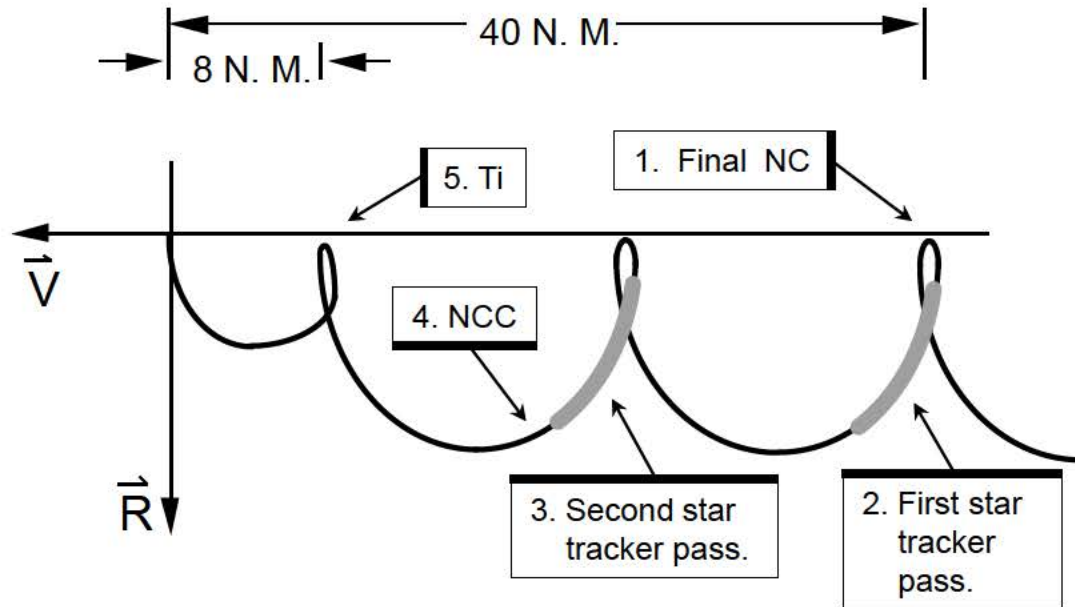 40 N. M.
8 N. M.
1. Final NC
5. Ti
V
4. NCC
R
3. Second star
tracker pass.
2. First star
tracker
pass.